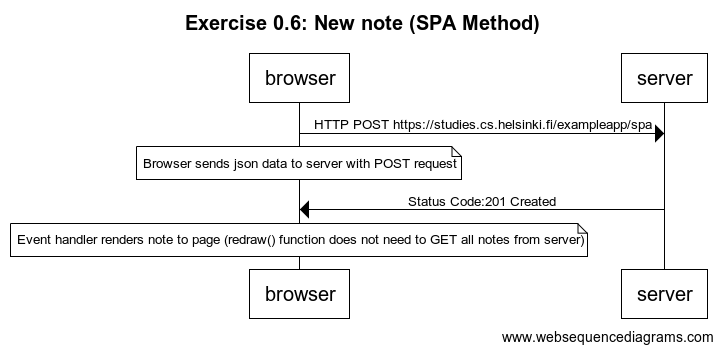 Exercise 0.6: New note (SPA Method)
browser
server
HTTP POST https://studies.cs.helsinki.fi/exampleapp/spa
Browser sends json data to server with POST request
Status Code:201 Created
Event handler renders note to page (redraw() function does not need to GET all notes from server)
browser
server
www.websequencediagrams.com